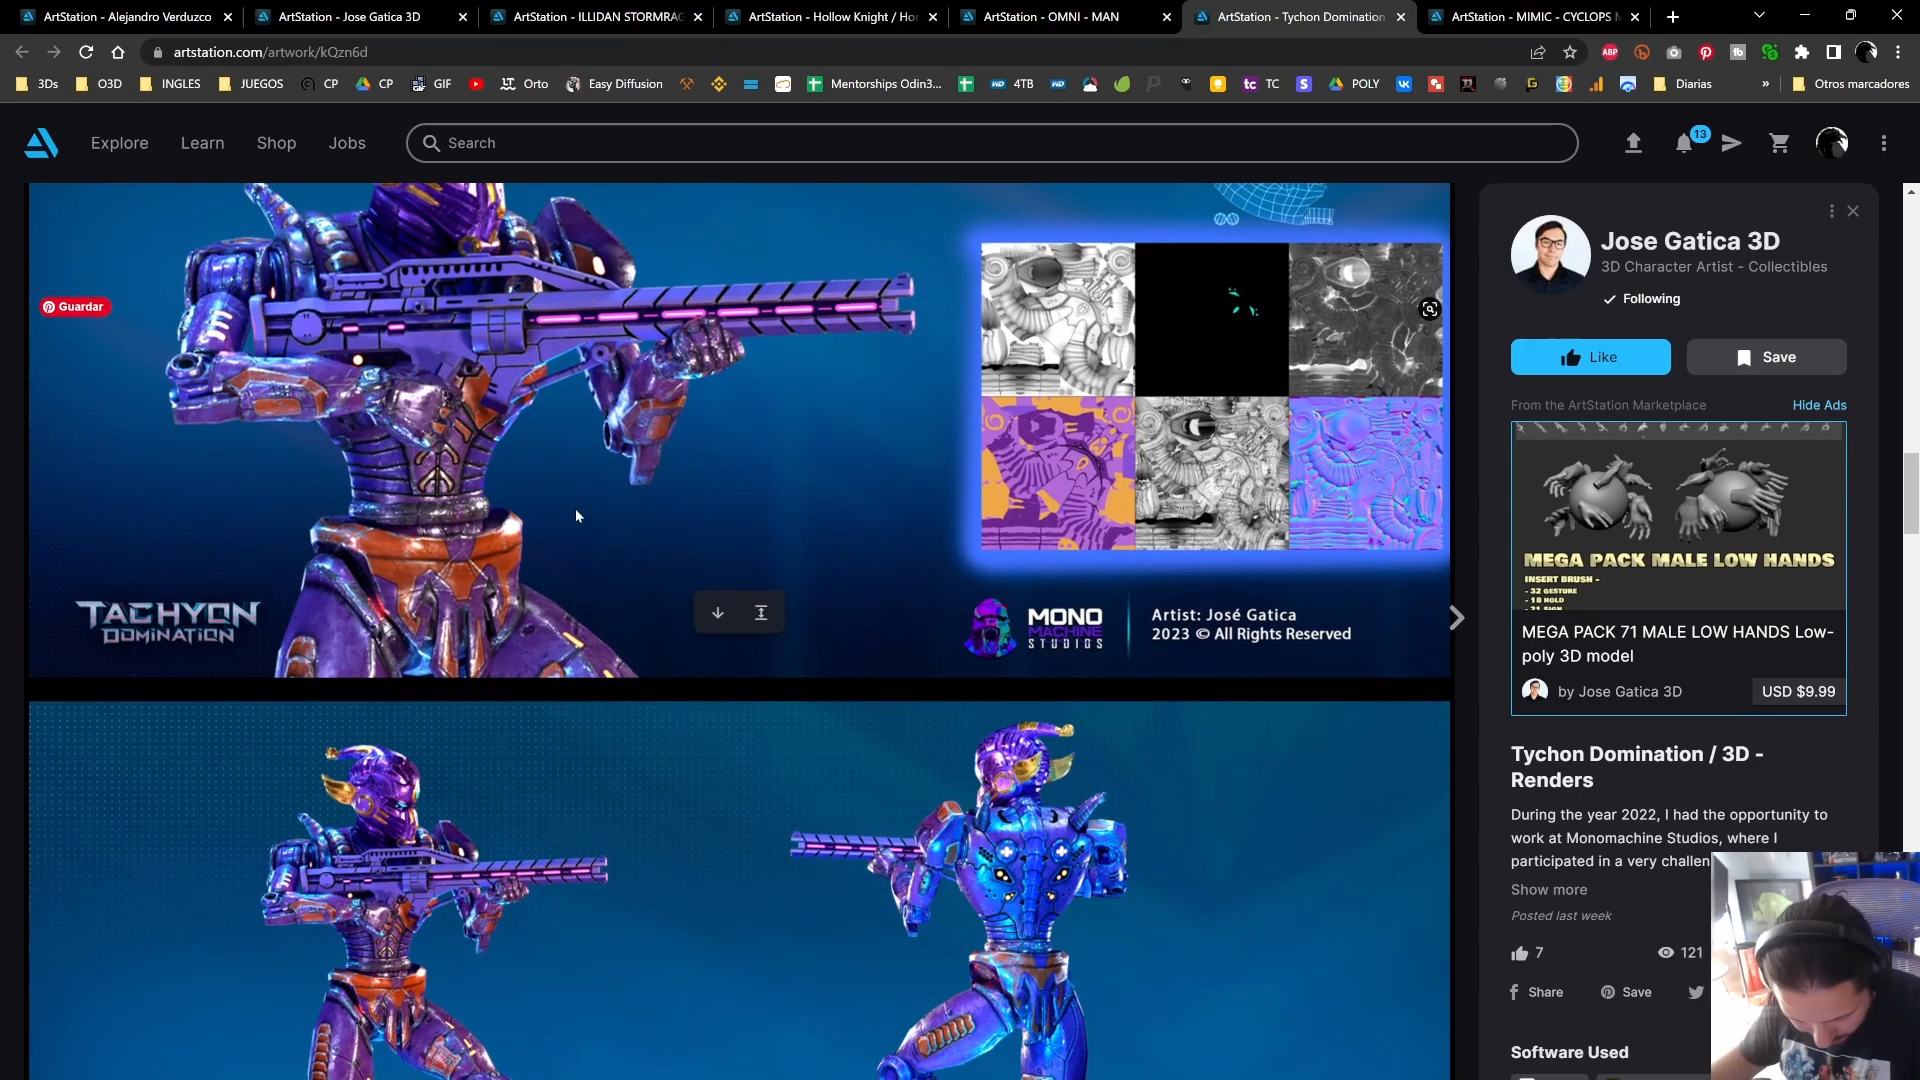 ArtStation - Alejandro Verduzco
ArtStation - Jose Gatica 3D
ArtStation - ILLIDAN STORMRAG
ArtStation - Hollow Knight / Hor
ArtStation - OMNI - MAN
ArtStation - Tychon Domination
ArtStation - MIMIC - CYCLOPS M
artstation.com/artwork/kQzn6d
ABP
3Ds
O3D
INGLES
JUEGOS
CP
CP
GIF
Orto
Easy Diffusion
Mentorships Odin3...
4TB
TC
POLY
Diarias
»
Otros marcadores
Explore
Learn
Shop
Jobs
Search
13
Guardar
TACHYON
DOMINATION
MONO
MACHINE
STUDIOS
Artist: José Gatica
2023 © All Rights Reserved
Jose Gatica 3D
3D Character Artist - Collectibles
Following
Like
Save
From the ArtStation Marketplace
Hide Ads
MEGA PACK MALE LOW HANDS
INSERT BRUSH -
- 32 GESTURE
- 18 HOLD
- 21 SIGN
MEGA PACK 71 MALE LOW HANDS Low-
poly 3D model
by Jose Gatica 3D
USD $9.99
Tychon Domination / 3D -
Renders
During the year 2022, I had the opportunity to
work at Monomachine Studios, where I
participated in a very challen
Show more
Posted last week
7
121
Share
Save
Software Used